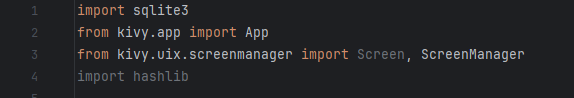 1 import sqlite3
2 from kivy.app import App
3 from kivy.uix.screenmanager import Screen, ScreenManager
4 import hashlib
5